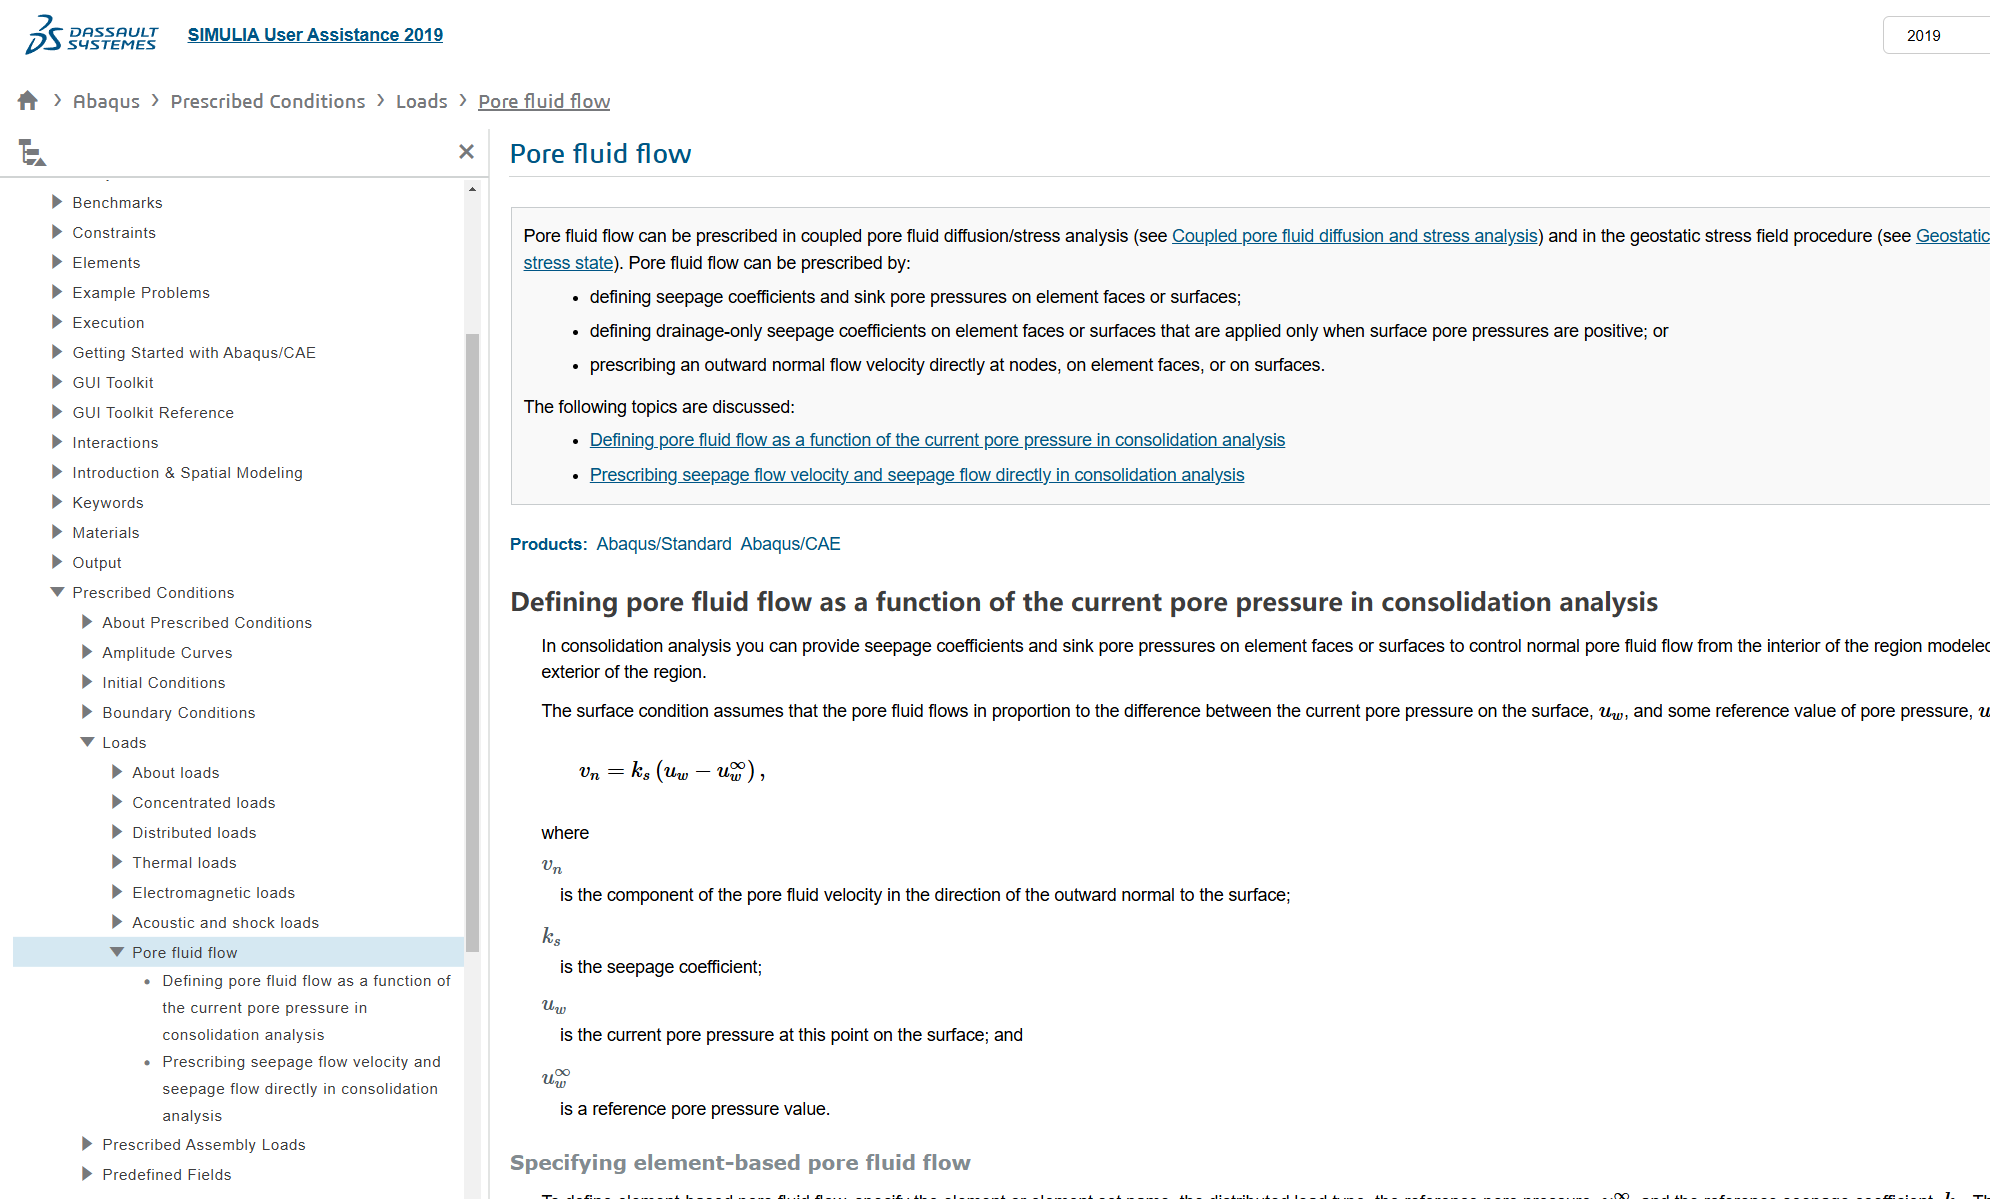 DASSAULT SYSTEMES
SIMULIA User Assistance 2019
2019
Abaqus > Prescribed Conditions > Loads > Pore fluid flow
Benchmarks
Constraints
Elements
Example Problems
Execution
Getting Started with Abaqus/CAE
GUI Toolkit
GUI Toolkit Reference
Interactions
Introduction & Spatial Modeling
Keywords
Materials
Output
Prescribed Conditions
About Prescribed Conditions
Amplitude Curves
Initial Conditions
Boundary Conditions
Loads
About loads
Concentrated loads
Distributed loads
Thermal loads
Electromagnetic loads
Acoustic and shock loads
Pore fluid flow
Defining pore fluid flow as a function of
the current pore pressure in
consolidation analysis
Prescribing seepage flow velocity and
seepage flow directly in consolidation
analysis
Prescribed Assembly Loads
Predefined Fields
Pore fluid flow
Pore fluid flow can be prescribed in coupled pore fluid diffusion/stress analysis (see Coupled pore fluid diffusion and stress analysis) and in the geostatic stress field procedure (see Geostatic
stress state). Pore fluid flow can be prescribed by:
• defining seepage coefficients and sink pore pressures on element faces or surfaces;
• defining drainage-only seepage coefficients on element faces or surfaces that are applied only when surface pore pressures are positive; or
• prescribing an outward normal flow velocity directly at nodes, on element faces, or on surfaces.
The following topics are discussed:
• Defining pore fluid flow as a function of the current pore pressure in consolidation analysis
• Prescribing seepage flow velocity and seepage flow directly in consolidation analysis
Products: Abaqus/Standard Abaqus/CAE
Defining pore fluid flow as a function of the current pore pressure in consolidation analysis
In consolidation analysis you can provide seepage coefficients and sink pore pressures on element faces or surfaces to control normal pore fluid flow from the interior of the region
exterior of the region.
The surface condition assumes that the pore fluid flows in proportion to the difference between the current pore pressure on the surface, u_w, and some reference value of pore pressure, u
v_n = k_s (u_w − u_w^∞),
where
v_n
is the component of the pore fluid velocity in the direction of the outward normal to the surface;
k_s
is the seepage coefficient;
u_w
is the current pore pressure at this point on the surface; and
u_w^∞
is a reference pore pressure value.
Specifying element-based pore fluid flow